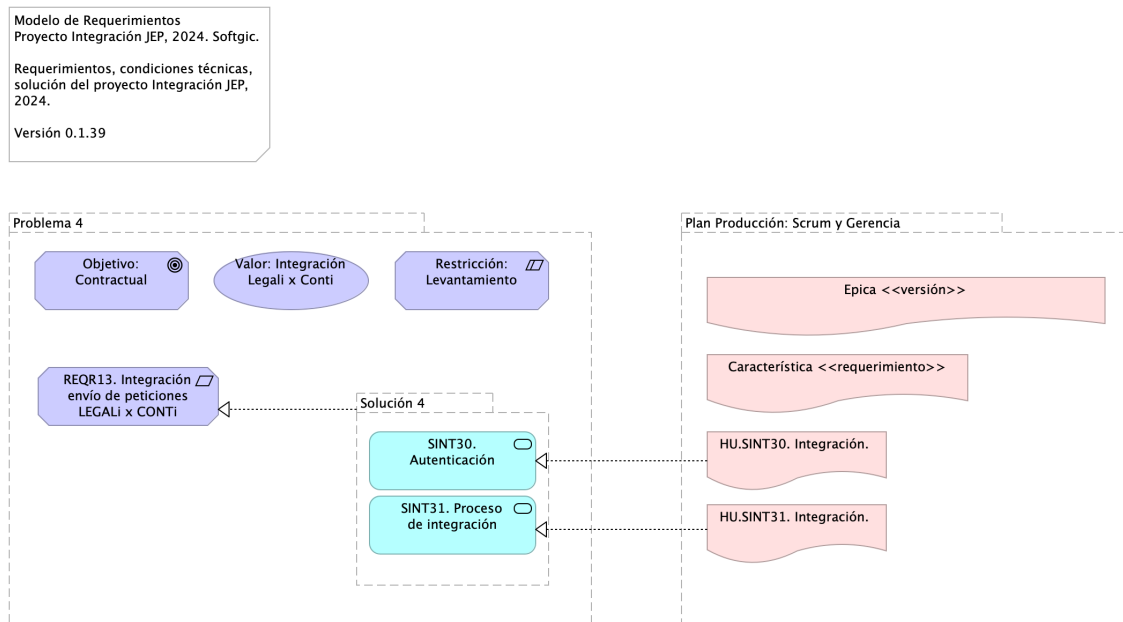 Modelo de Requerimientos
Proyecto Integración JEP, 2024. Softgic.
Requerimientos, condiciones técnicas,
solución del proyecto Integración JEP,
2024.
Versión 0.1.39
Problema 4
Objetivo:
Contractual
Valor: Integración
Legali x Conti
Restricción:
Levantamiento
REQR13. Integración
envío de peticiones
LEGALi x CONTi
Solución 4
SINT30.
Autenticación
SINT31. Proceso
de integración
Plan Producción: Scrum y Gerencia
Epica <<versión>>
Característica <<requerimiento>>
HU.SINT30. Integración.
HU.SINT31. Integración.